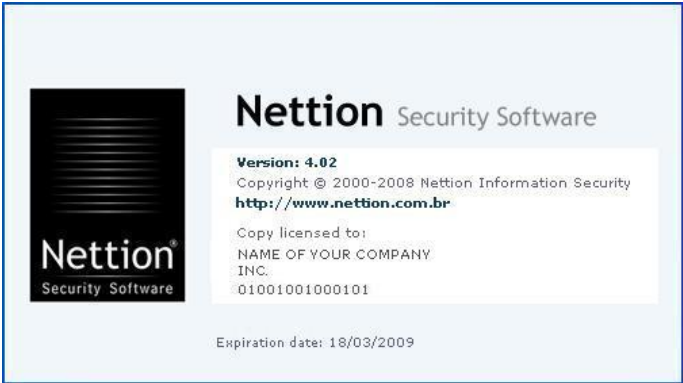 Nettion Security Software
Version: 4.02
Copyright © 2000-2008 Nettion Information Security
http://www.nettion.com.br
Copy licensed to:
NAME OF YOUR COMPANY
INC.
01001001000101
Nettion®
Security Software
Expiration date: 18/03/2009